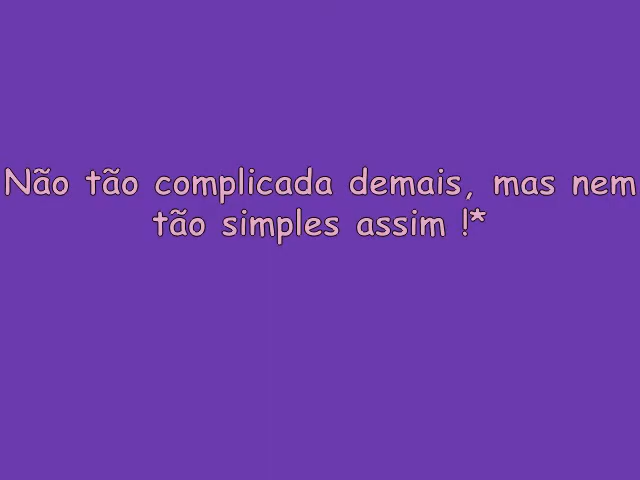 Não tão complicada demais, mas nem
tão simples assim !*